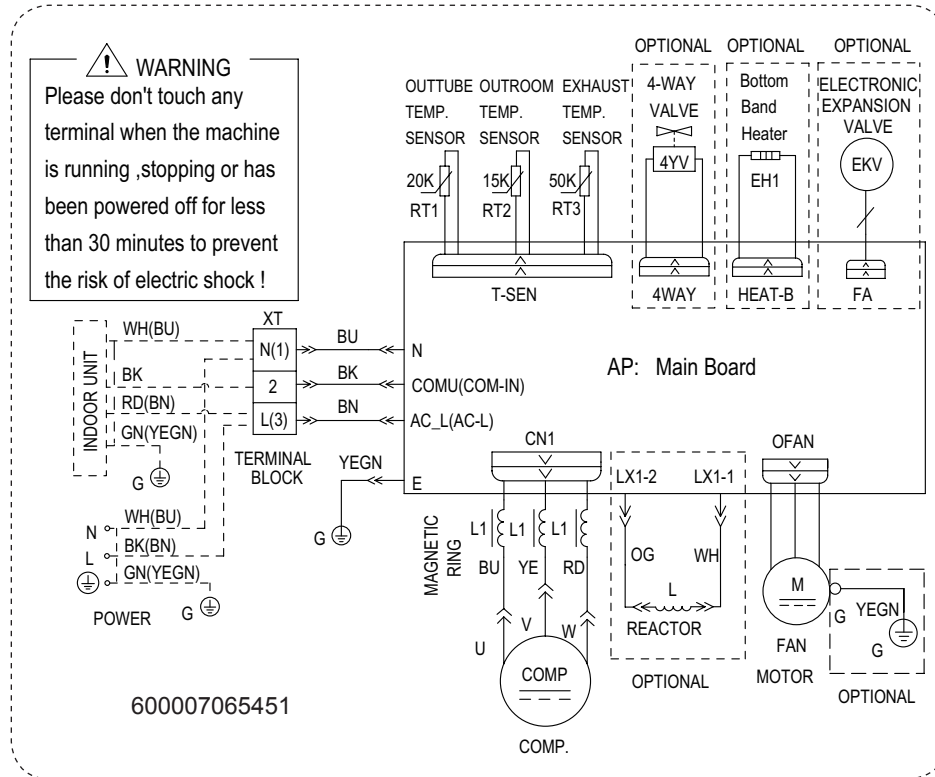 WARNING
Please don't touch any
terminal when the machine
is running ,stopping or has
been powered off for less
than 30 minutes to prevent
the risk of electric shock !
OPTIONAL OPTIONAL OPTIONAL
OUTTUBE
TEMP.
SENSOR
OUTROOM
TEMP.
SENSOR
EXHAUST
TEMP.
SENSOR
4-WAY
VALVE
Bottom
Band
Heater
ELECTRONIC
EXPANSION
VALVE
20K
RT1
15K
RT2
50K
RT3
4YV
EH1
EKV
T-SEN
4WAY
HEAT-B
FA
INDOOR UNIT
WH(BU)
BK
RD(BN)
GN(YEGN)
G
XT
N(1)
2
L(3)
TERMINAL
BLOCK
BU
BK
BN
YEGN
G
N
COMU(COM-IN)
AC_L(AC-L)
E
AP: Main Board
N
L
WH(BU)
BK(BN)
GN(YEGN)
POWER
G
CN1
MAGNETIC
RING
L1 L1 L1
BU YE RD
U V W
COMP
COMP.
LX1-2 LX1-1
OG WH
L
REACTOR
OPTIONAL
OFAN
M
FAN
MOTOR
G
YEGN
G
OPTIONAL
600007065451